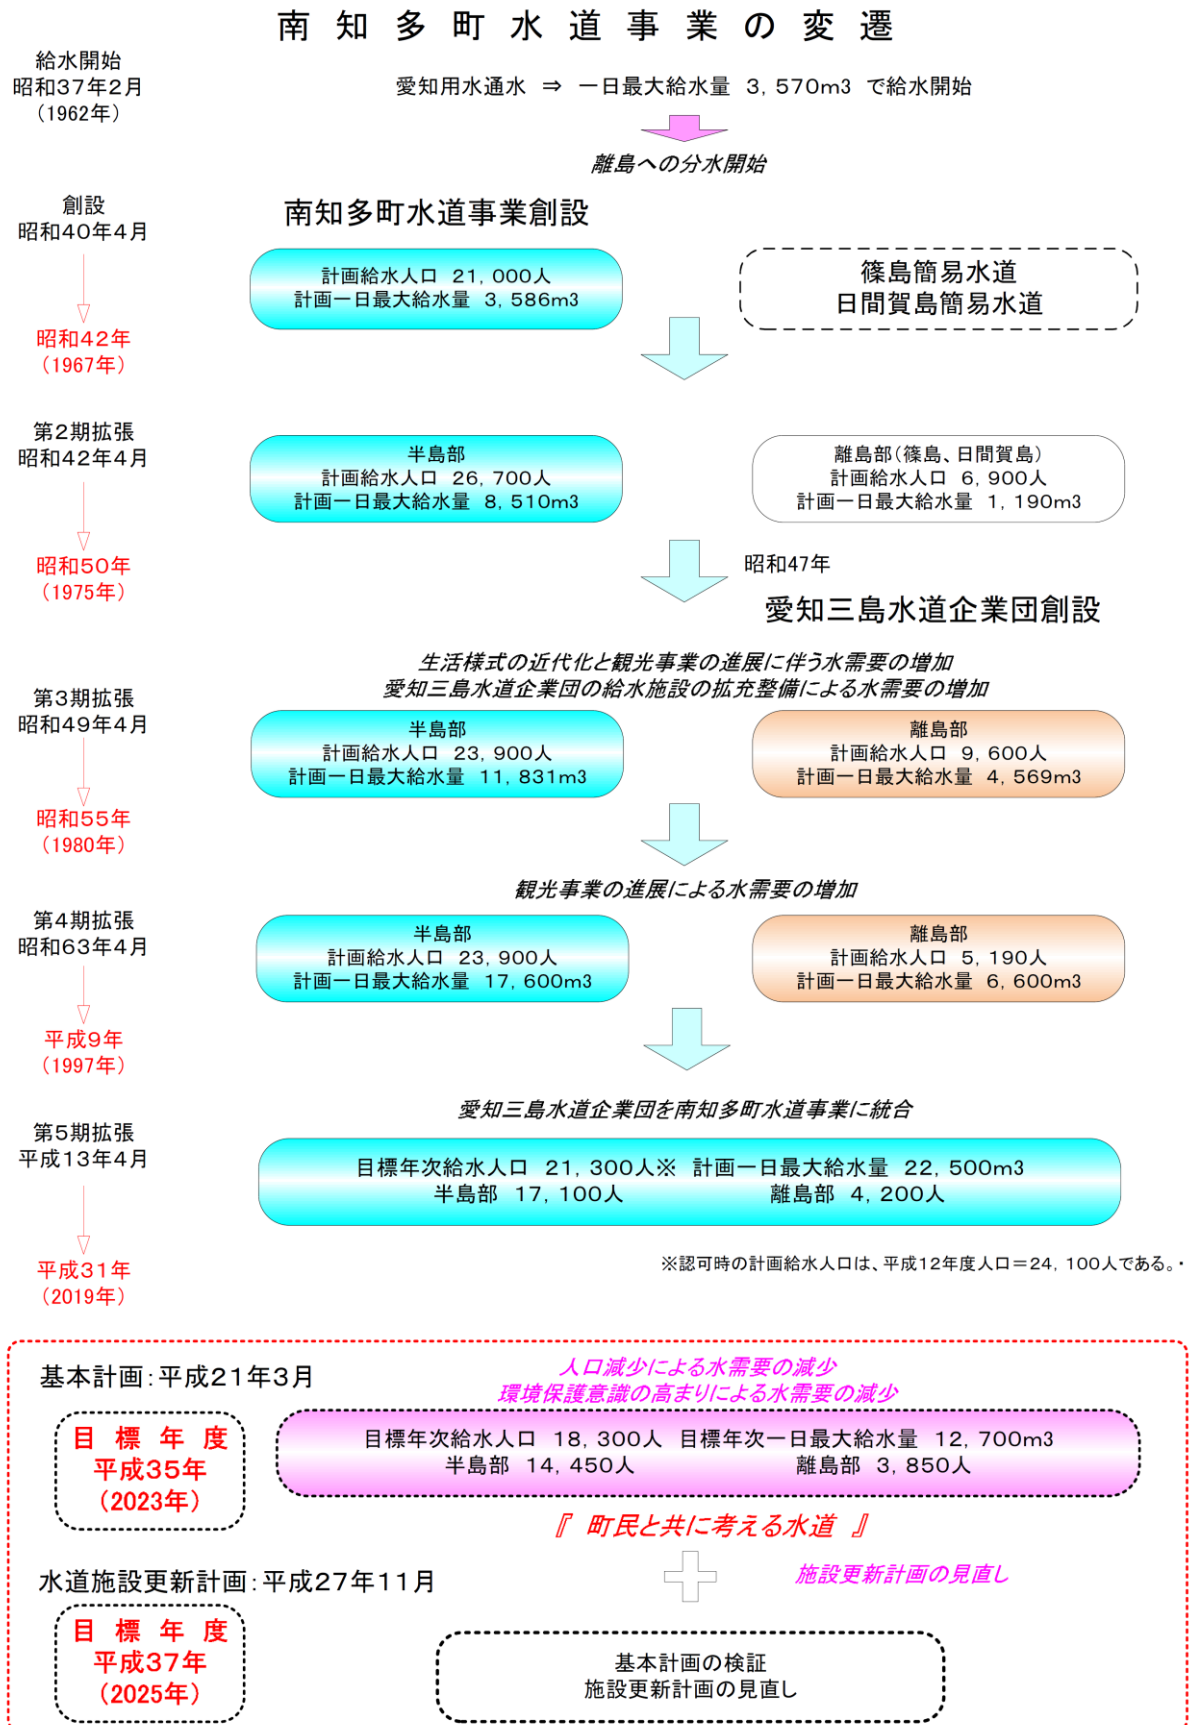 南知多町水道事業の変遷
給水開始
昭和37年2月
（1962年）
愛知用水通水 ⇒ 一日最大給水量 3，570m3 で給水開始
離島への分水開始
創設
昭和40年4月
南知多町水道事業創設
計画給水人口 21，000人
計画一日最大給水量 3，586m3
篠島簡易水道
日間賀島簡易水道
昭和42年
（1967年）
第2期拡張
昭和42年4月
半島部
計画給水人口 26，700人
計画一日最大給水量 8，510m3
離島部（篠島、日間賀島）
計画給水人口 6，900人
計画一日最大給水量 1，190m3
昭和50年
（1975年）
昭和47年
愛知三島水道企業団創設
生活様式の近代化と観光事業の進展に伴う水需要の増加
愛知三島水道企業団の給水施設の拡充整備による水需要の増加
第3期拡張
昭和49年4月
半島部
計画給水人口 23，900人
計画一日最大給水量 11，831m3
離島部
計画給水人口 9，600人
計画一日最大給水量 4，569m3
昭和55年
（1980年）
観光事業の進展による水需要の増加
第4期拡張
昭和63年4月
半島部
計画給水人口 23，900人
計画一日最大給水量 17，600m3
離島部
計画給水人口 5，190人
計画一日最大給水量 6，600m3
平成9年
（1997年）
愛知三島水道企業団を南知多町水道事業に統合
第5期拡張
平成13年4月
目標年次給水人口 21，300人※ 計画一日最大給水量 22，500m3
半島部 17，100人 離島部 4，200人
平成31年
（2019年）
※認可時の計画給水人口は、平成12年度人口＝24，100人である。・
基本計画：平成21年3月
人口減少による水需要の減少
環境保護意識の高まりによる水需要の減少
目標年度
平成35年
（2023年）
目標年次給水人口 18，300人 目標年次一日最大給水量 12，700m3
半島部 14，450人 離島部 3，850人
『 町民と共に考える水道 』
水道施設更新計画：平成27年11月
施設更新計画の見直し
目標年度
平成37年
（2025年）
基本計画の検証
施設更新計画の見直し